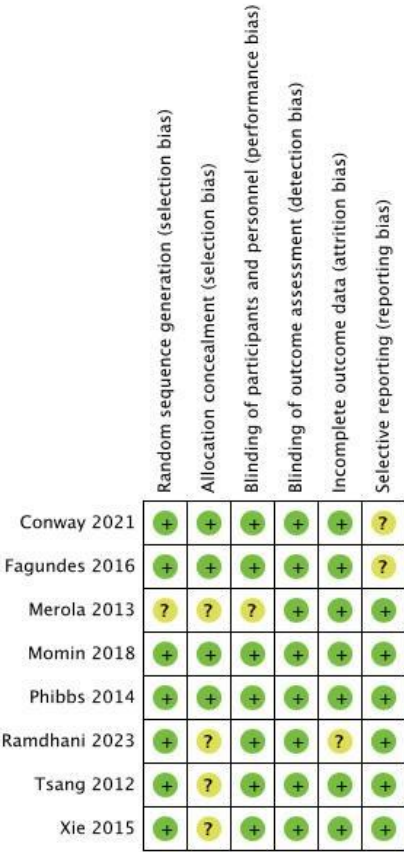 Random sequence generation (selection bias)
Allocation concealment (selection bias)
Blinding of participants and personnel (performance bias)
Blinding of outcome assessment (detection bias)
Incomplete outcome data (attrition bias)
Selective reporting (reporting bias)
Conway 2021 + + + + + ?
Fagundes 2016 + + + + + ?
Merola 2013 ? ? ? + + +
Momin 2018 + + + + + +
Phibbs 2014 + + + + + +
Ramdhani 2023 + ? + + ? +
Tsang 2012 + ? + + + +
Xie 2015 + ? + + + +